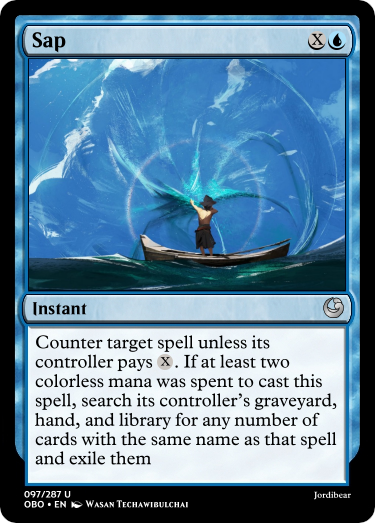 Sap
X
Instant
Counter target spell unless its
controller pays X. If at least two
colorless mana was spent to cast this
spell, search its controller's graveyard,
hand, and library for any number of
cards with the same name as that spell
and exile them
097/287 U
OBO • EN Wasan Techawibulchai
Jordibear